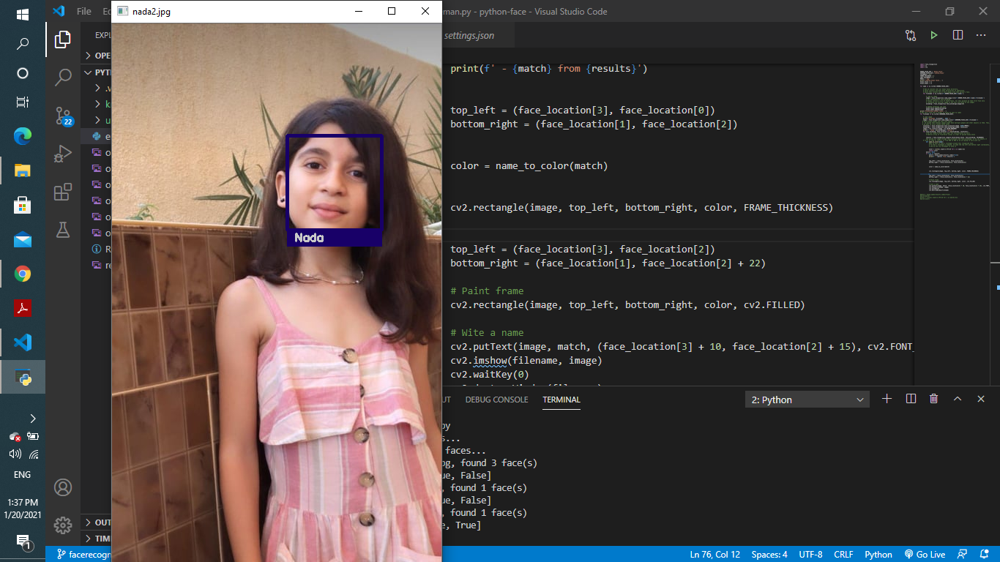 nada2.jpg
File
Ed
man.py - python-face - Visual Studio Code
EXPL
settings.json
OPE
PYTH
.v
k
u
e
o
o
o
o
o
o
R
re
OUT
TIM
22
print(f' - {match} from {results}')
top_left = (face_location[3], face_location[0])
bottom_right = (face_location[1], face_location[2])
color = name_to_color(match)
cv2.rectangle(image, top_left, bottom_right, color, FRAME_THICKNESS)
top_left = (face_location[3], face_location[2])
bottom_right = (face_location[1], face_location[2] + 22)
# Paint frame
cv2.rectangle(image, top_left, bottom_right, color, cv2.FILLED)
# Wite a name
cv2.putText(image, match, (face_location[3] + 10, face_location[2] + 15), cv2.FONT_
cv2.imshow(filename, image)
cv2.waitKey(0)
Nada
UT
DEBUG CONSOLE
TERMINAL
2: Python
py
s...
faces...
pg, found 3 face(s)
ue, False]
, found 1 face(s)
ue, False]
, found 1 face(s)
e, True]
ENG
1:37 PM
1/20/2021
1
facerecogn
Ln 76, Col 12
Spaces: 4
UTF-8
CRLF
Python
Go Live